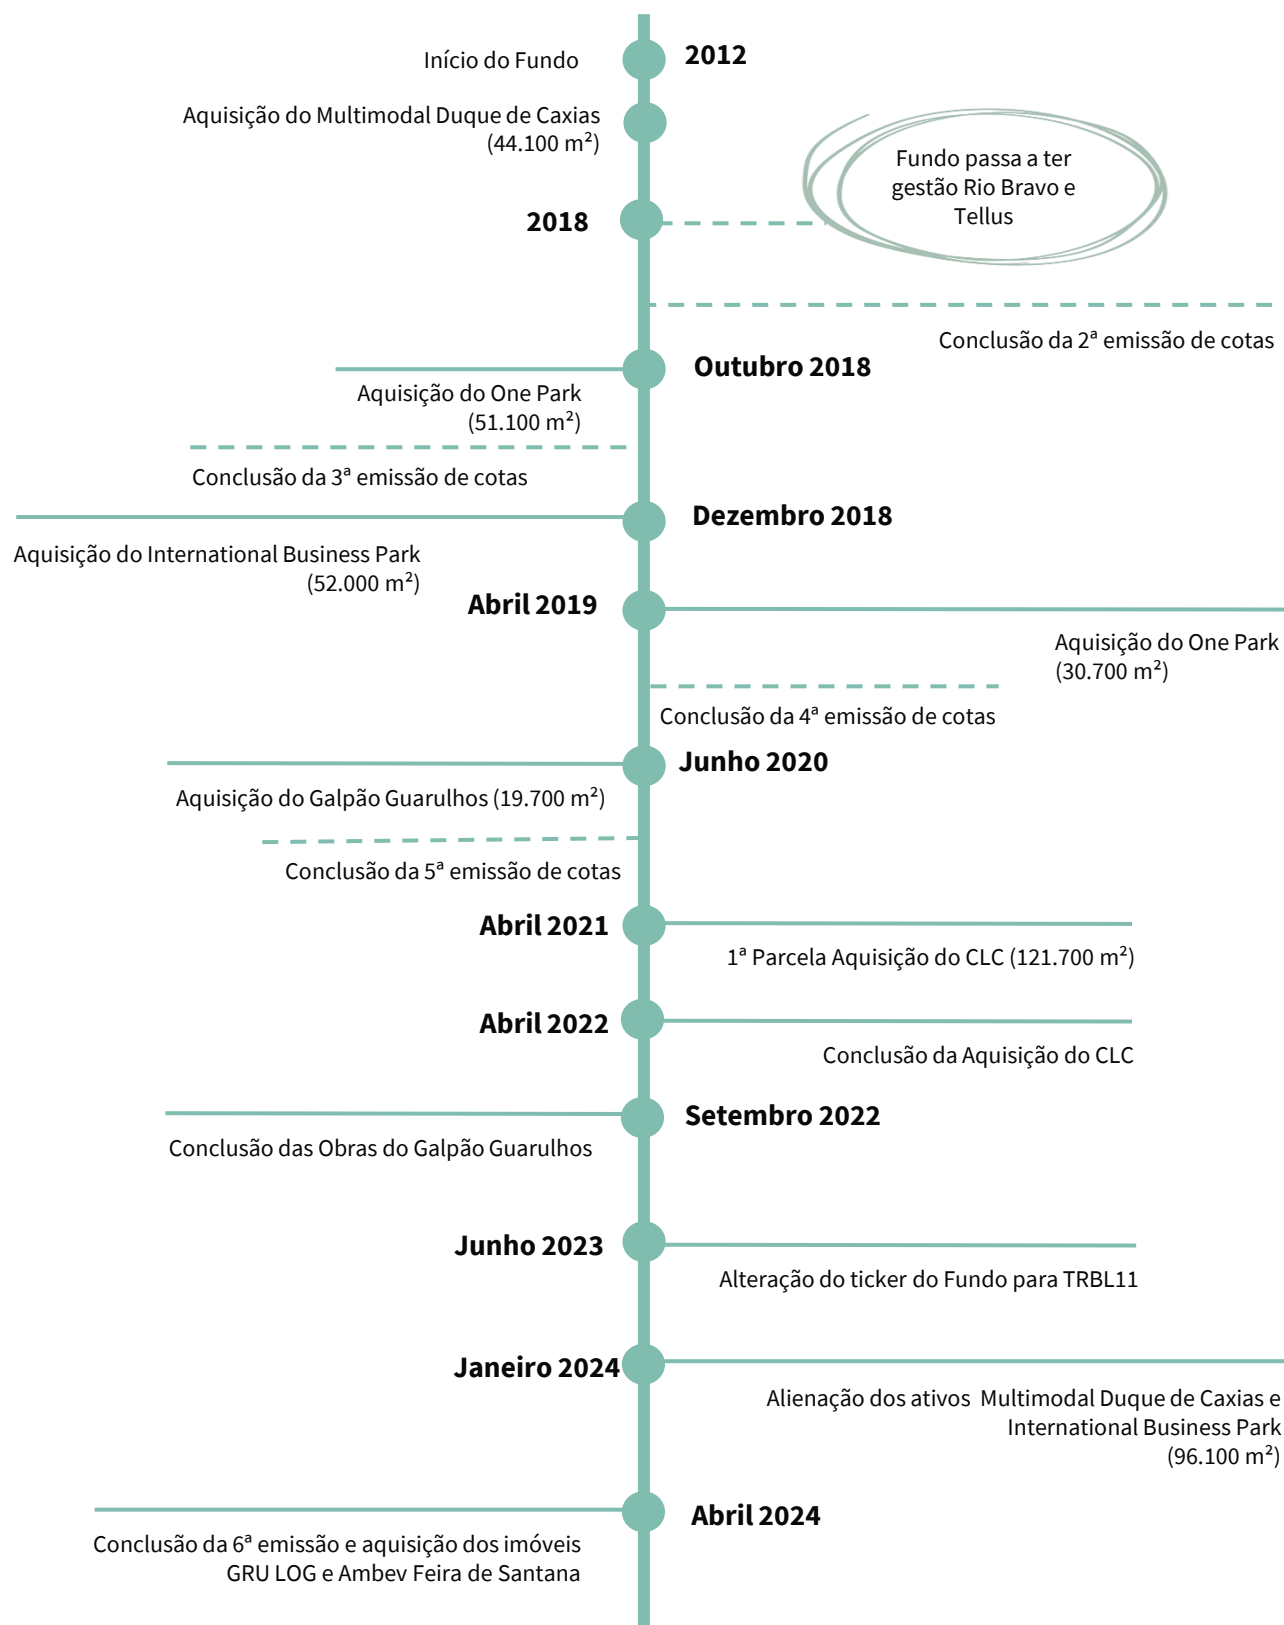 Início do Fundo
2012
Aquisição do Multimodal Duque de Caxias
(44.100 m²)
Fundo passa a ter
gestão Rio Bravo e
Tellus
2018
Conclusão da 2ª emissão de cotas
Outubro 2018
Aquisição do One Park
(51.100 m²)
Conclusão da 3ª emissão de cotas
Dezembro 2018
Aquisição do International Business Park
(52.000 m²)
Abril 2019
Aquisição do One Park
(30.700 m²)
Conclusão da 4ª emissão de cotas
Junho 2020
Aquisição do Galpão Guarulhos (19.700 m²)
Conclusão da 5ª emissão de cotas
Abril 2021
1ª Parcela Aquisição do CLC (121.700 m²)
Abril 2022
Conclusão da Aquisição do CLC
Setembro 2022
Conclusão das Obras do Galpão Guarulhos
Junho 2023
Alteração do ticker do Fundo para TRBL11
Janeiro 2024
Alienação dos ativos  Multimodal Duque de Caxias e
International Business Park
(96.100 m²)
Abril 2024
Conclusão da 6ª emissão e aquisição dos imóveis
GRU LOG e Ambev Feira de Santana